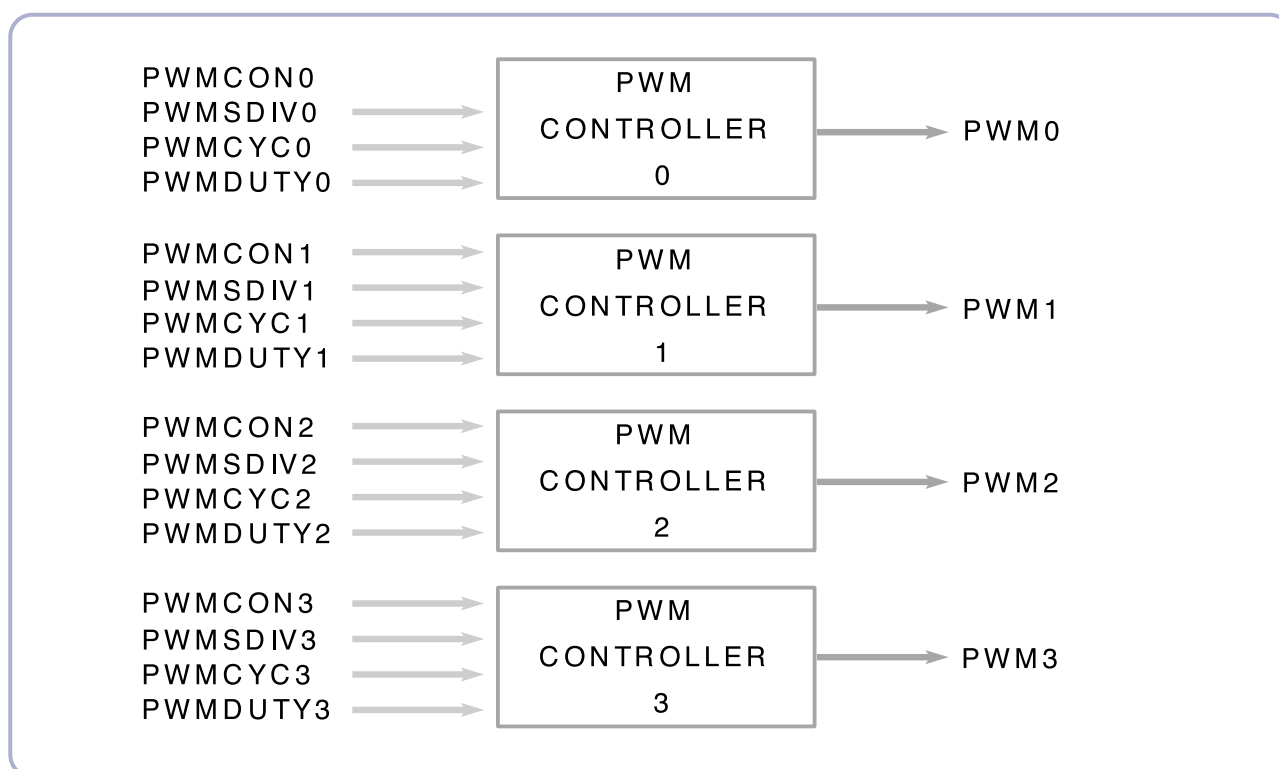 PWMCON0
PWMSDIV0
PWMCYC0
PWMDUTY0
PWM
CONTROLLER
0
PWM0
PWMCON1
PWMSDIV1
PWMCYC1
PWMDUTY1
PWM
CONTROLLER
1
PWM1
PWMCON2
PWMSDIV2
PWMCYC2
PWMDUTY2
PWM
CONTROLLER
2
PWM2
PWMCON3
PWMSDIV3
PWMCYC3
PWMDUTY3
PWM
CONTROLLER
3
PWM3